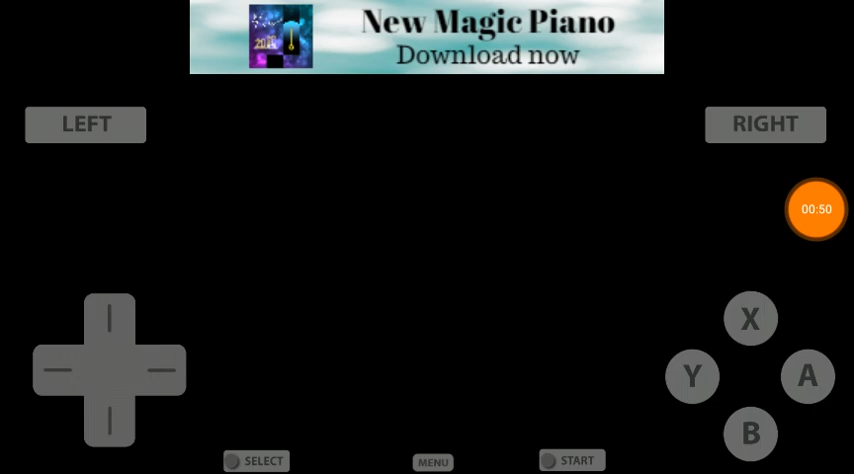 New Magic Piano
Download now
LEFT
RIGHT
00:50
X
Y
A
B
SELECT
MENU
START